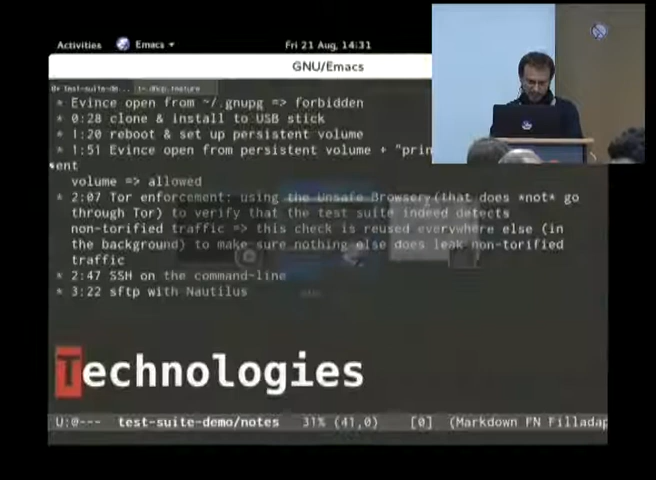 Activities Emacs Fri 21 Aug, 14:31
GNU/Emacs
* Evince open from ~/.gnupg => forbidden
* 0:28 clone & install to USB stick
* 1:20 reboot & set up persistent volume
* 1:51 Evince open from persistent volume +
ent
volume => allowed
* 2:07 Tor enforcement: using the Unsafe Browser (that does *not* go
through Tor) to verify that the test suite indeed detects
non-torified traffic => this check is reused everywhere else (in
the background) to make sure nothing else does leak non-torified
traffic
* 2:47 SSH on the command-line
* 3:22 sftp with Nautilus
Technologies
U:@--- test-suite-demo/notes 31% (41,0) [0] (Markdown FN Filladap